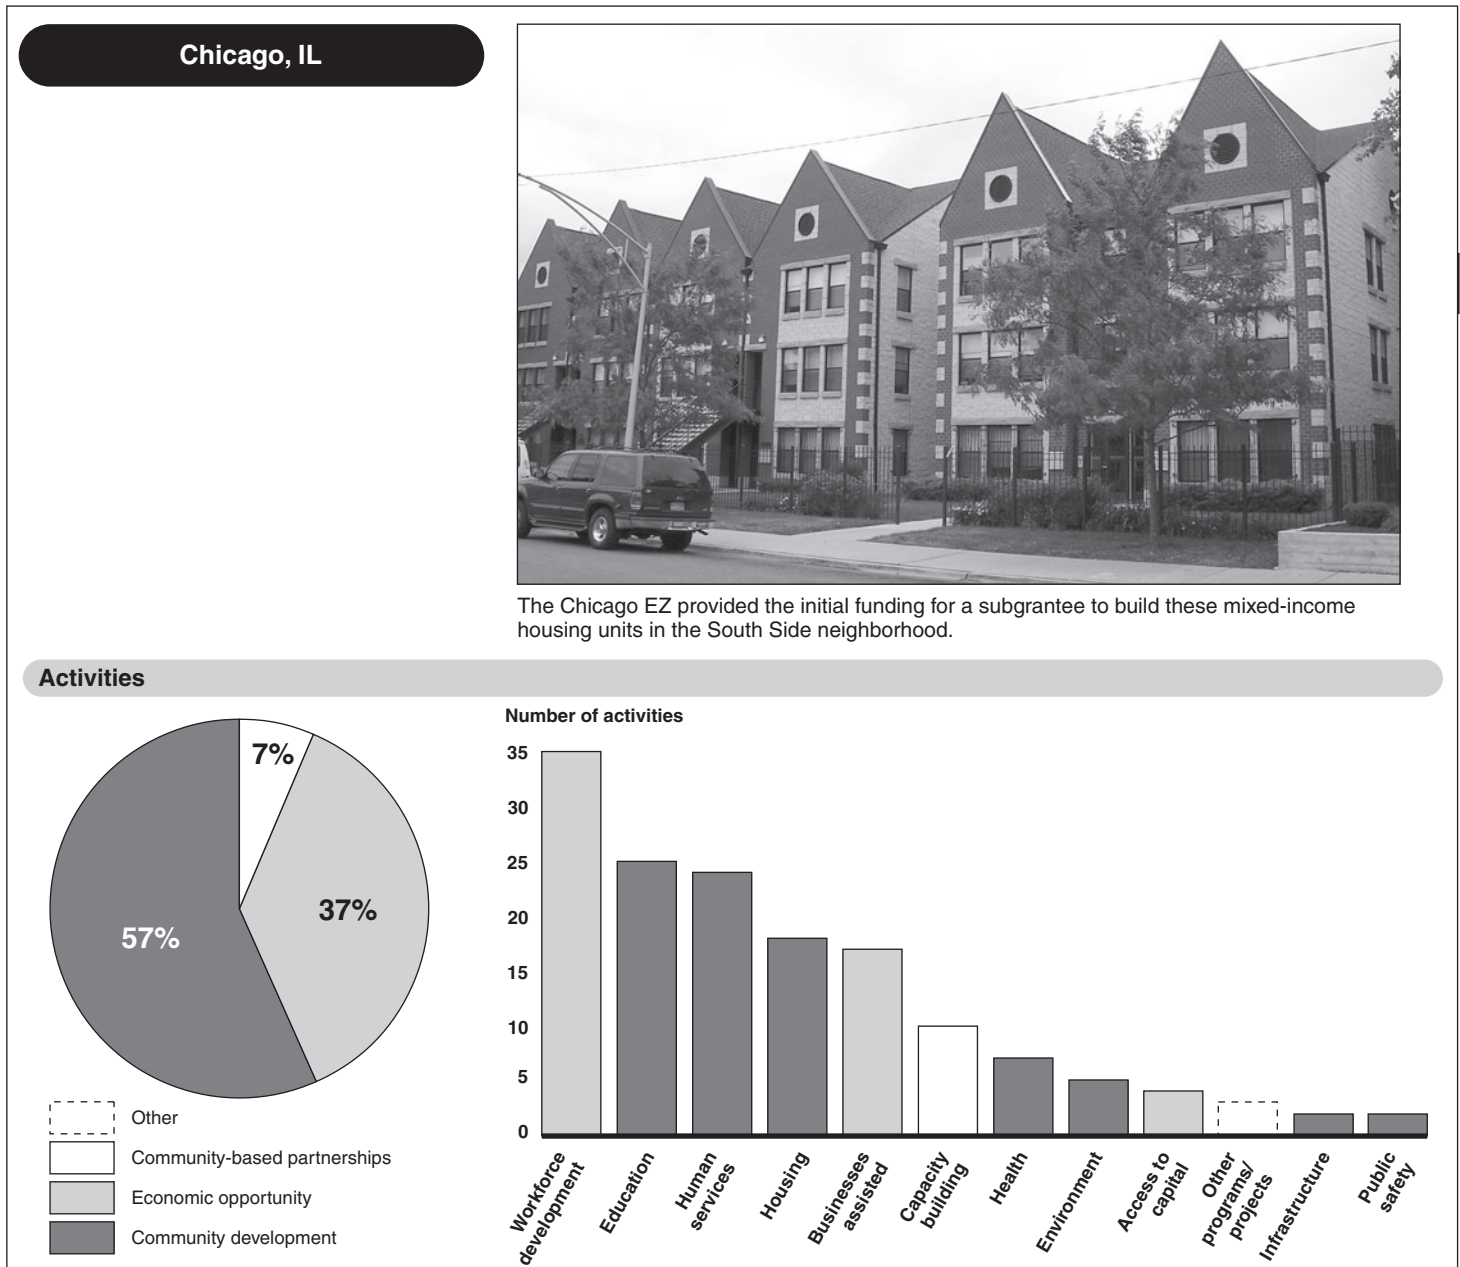 Chicago, IL
The Chicago EZ provided the initial funding for a subgrantee to build these mixed-income
housing units in the South Side neighborhood.
Activities
7%
37%
57%
Other
Community-based partnerships
Economic opportunity
Community development
Number of activities
35
30
25
20
15
10
5
0
Workforce
development
Education
Human
services
Housing
Businesses
assisted
Capacity
building
Health
Environment
Access to
capital
Other
programs/
projects
Infrastructure
Public
safety